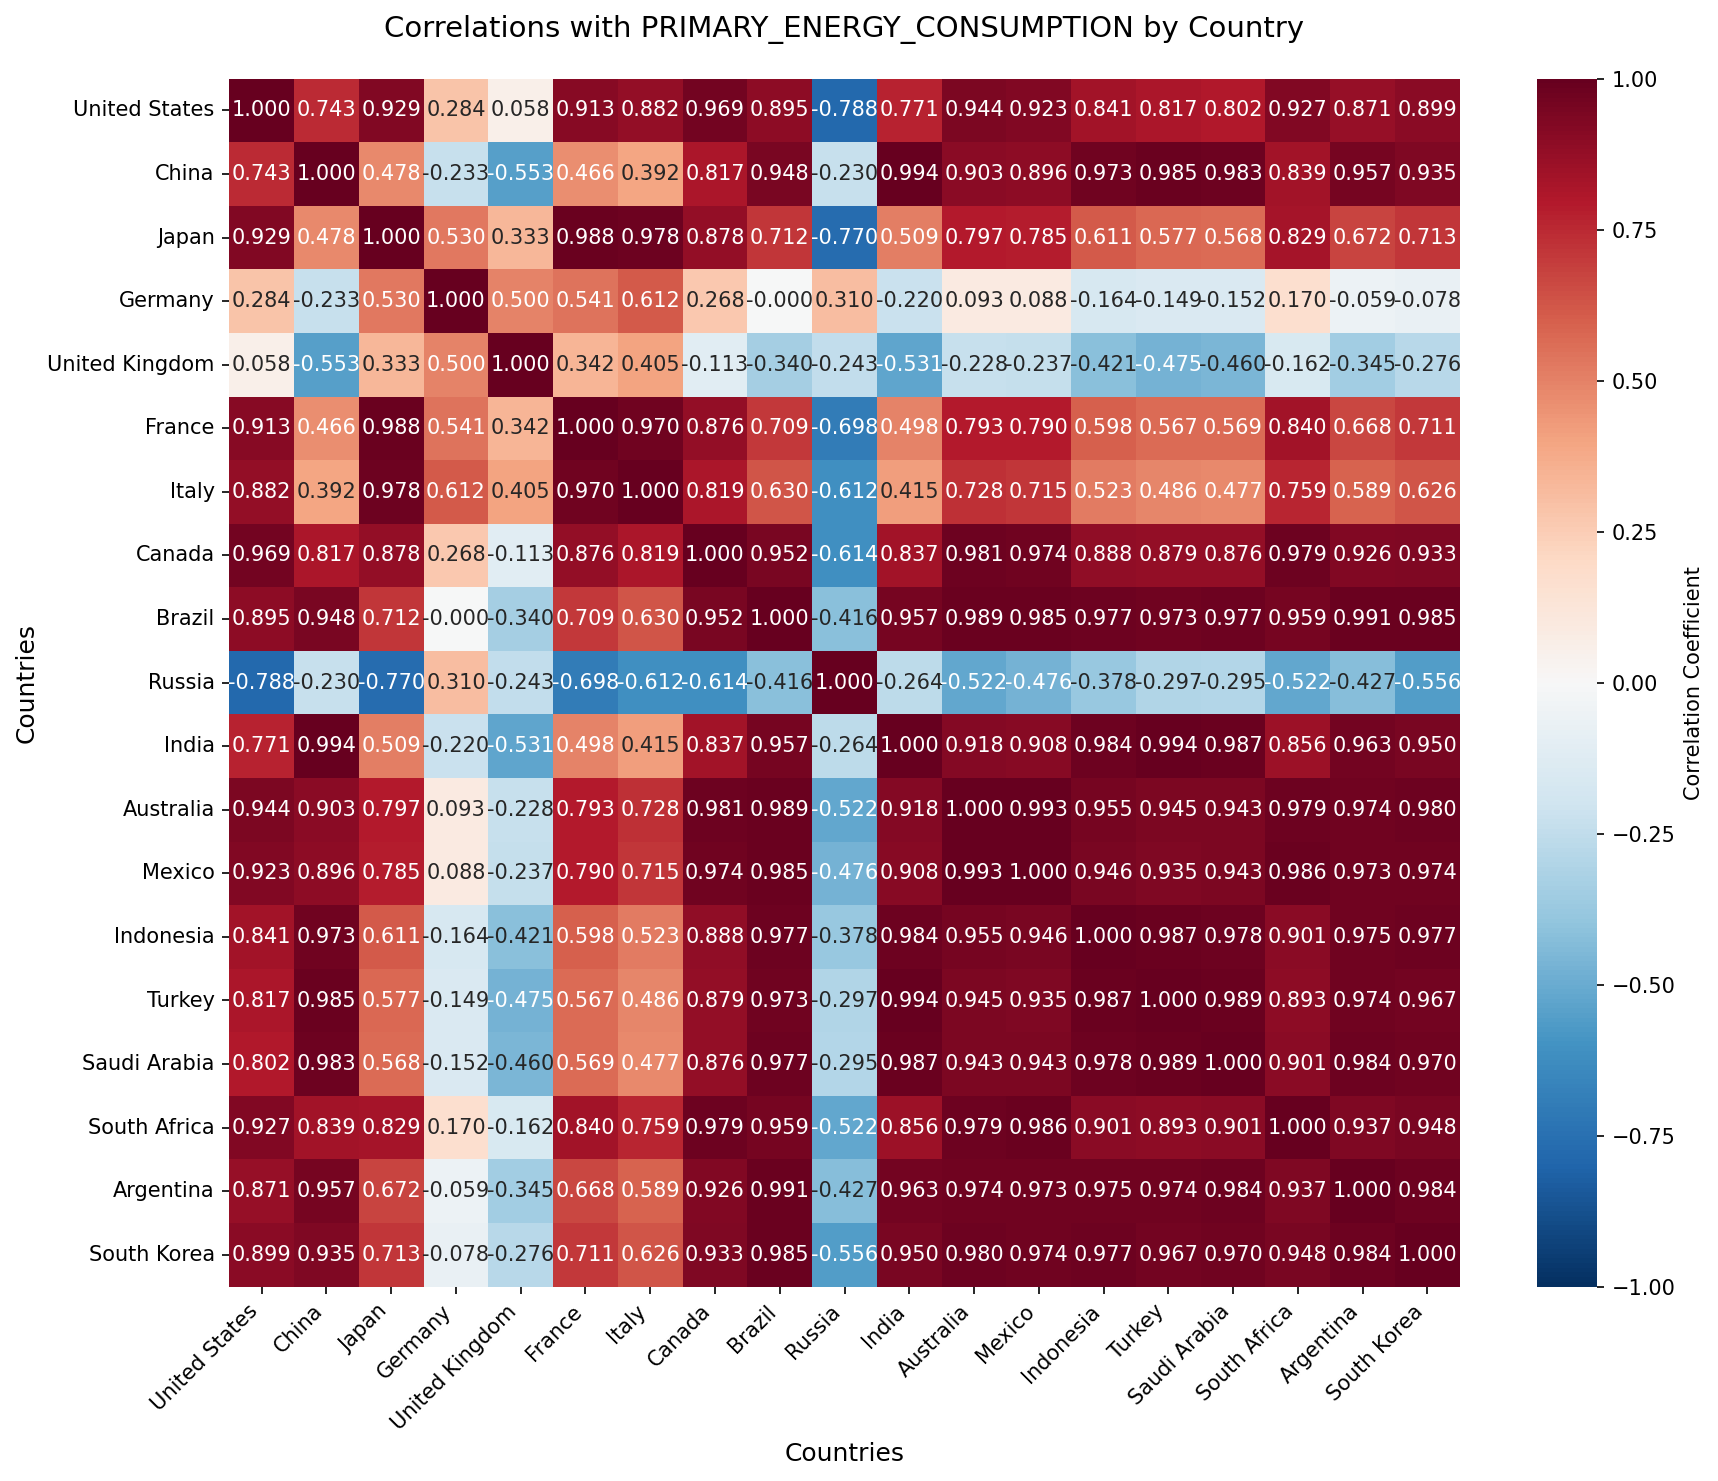 Correlations with PRIMARY_ENERGY_CONSUMPTION by Country
United States 1.000 0.743 0.929 0.284 0.058 0.913 0.882 0.969 0.895 -0.788 0.771 0.944 0.923 0.841 0.817 0.802 0.927 0.871 0.899
China 0.743 1.000 0.478 -0.233 -0.553 0.466 0.392 0.817 0.948 -0.230 0.994 0.903 0.896 0.973 0.985 0.983 0.839 0.957 0.935
Japan 0.929 0.478 1.000 0.530 0.333 0.988 0.978 0.878 0.712 -0.770 0.509 0.797 0.785 0.611 0.577 0.568 0.829 0.672 0.713
Germany 0.284 -0.233 0.530 1.000 0.500 0.541 0.612 0.268 -0.000 0.310 -0.220 0.093 0.088 -0.164 -0.149 -0.152 0.170 -0.059 -0.078
United Kingdom 0.058 -0.553 0.333 0.500 1.000 0.342 0.405 -0.113 -0.340 -0.243 -0.531 -0.228 -0.237 -0.421 -0.475 -0.460 -0.162 -0.345 -0.276
France 0.913 0.466 0.988 0.541 0.342 1.000 0.970 0.876 0.709 -0.698 0.498 0.793 0.790 0.598 0.567 0.569 0.840 0.668 0.711
Italy 0.882 0.392 0.978 0.612 0.405 0.970 1.000 0.819 0.630 -0.612 0.415 0.728 0.715 0.523 0.486 0.477 0.759 0.589 0.626
Canada 0.969 0.817 0.878 0.268 -0.113 0.876 0.819 1.000 0.952 -0.614 0.837 0.981 0.974 0.888 0.879 0.876 0.979 0.926 0.933
Brazil 0.895 0.948 0.712 -0.000 -0.340 0.709 0.630 0.952 1.000 -0.416 0.957 0.989 0.985 0.977 0.973 0.977 0.959 0.991 0.985
Russia -0.788 -0.230 -0.770 0.310 -0.243 -0.698 -0.612 -0.614 -0.416 1.000 -0.264 -0.522 -0.476 -0.378 -0.297 -0.295 -0.522 -0.427 -0.556
India 0.771 0.994 0.509 -0.220 -0.531 0.498 0.415 0.837 0.957 -0.264 1.000 0.918 0.908 0.984 0.994 0.987 0.856 0.963 0.950
Australia 0.944 0.903 0.797 0.093 -0.228 0.793 0.728 0.981 0.989 -0.522 0.918 1.000 0.993 0.955 0.945 0.943 0.979 0.974 0.980
Mexico 0.923 0.896 0.785 0.088 -0.237 0.790 0.715 0.974 0.985 -0.476 0.908 0.993 1.000 0.946 0.935 0.943 0.986 0.973 0.974
Indonesia 0.841 0.973 0.611 -0.164 -0.421 0.598 0.523 0.888 0.977 -0.378 0.984 0.955 0.946 1.000 0.987 0.978 0.901 0.975 0.977
Turkey 0.817 0.985 0.577 -0.149 -0.475 0.567 0.486 0.879 0.973 -0.297 0.994 0.945 0.935 0.987 1.000 0.989 0.893 0.974 0.967
Saudi Arabia 0.802 0.983 0.568 -0.152 -0.460 0.569 0.477 0.876 0.977 -0.295 0.987 0.943 0.943 0.978 0.989 1.000 0.901 0.984 0.970
South Africa 0.927 0.839 0.829 0.170 -0.162 0.840 0.759 0.979 0.959 -0.522 0.856 0.979 0.986 0.901 0.893 0.901 1.000 0.937 0.948
Argentina 0.871 0.957 0.672 -0.059 -0.345 0.668 0.589 0.926 0.991 -0.427 0.963 0.974 0.973 0.975 0.974 0.984 0.937 1.000 0.984
South Korea 0.899 0.935 0.713 -0.078 -0.276 0.711 0.626 0.933 0.985 -0.556 0.950 0.980 0.974 0.977 0.967 0.970 0.948 0.984 1.000
United States China Japan Germany United Kingdom France Italy Canada Brazil Russia India Australia Mexico Indonesia Turkey Saudi Arabia South Africa Argentina South Korea
Countries
Countries
1.00
0.75
0.50
0.25
0.00
−0.25
−0.50
−0.75
−1.00
Correlation Coefficient